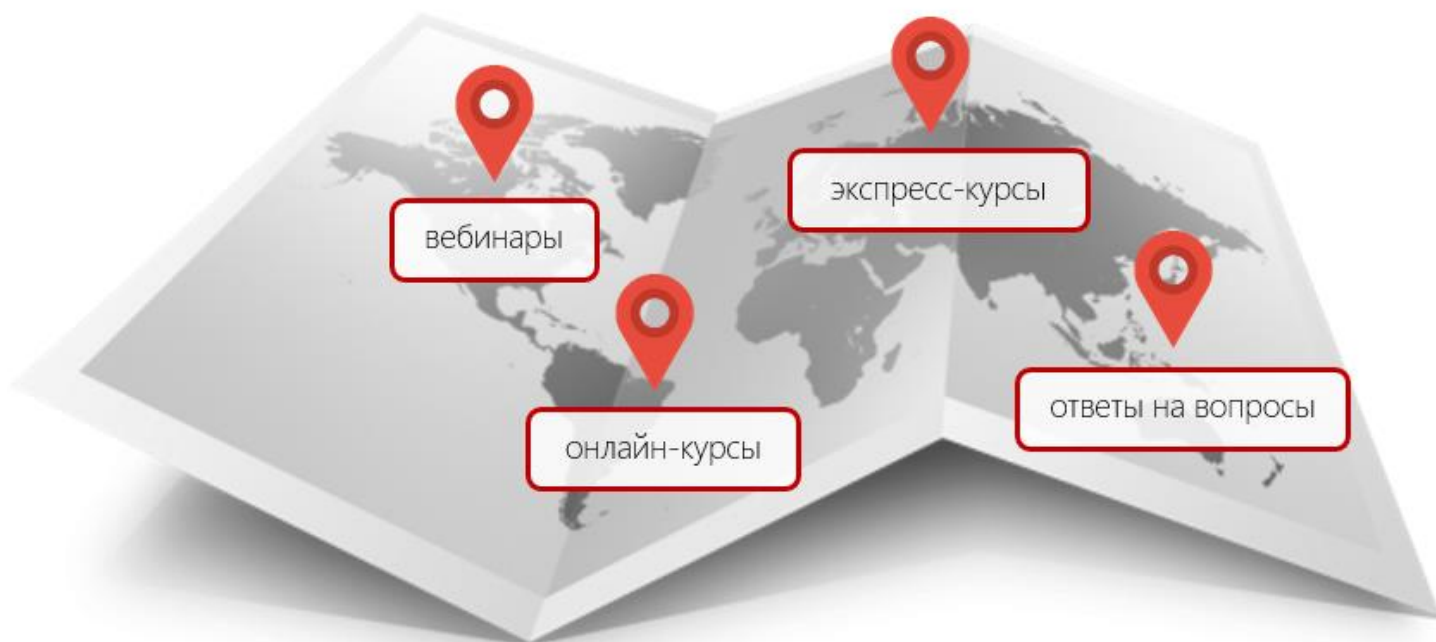 экспресс-курсы
вебинары
ответы на вопросы
онлайн-курсы